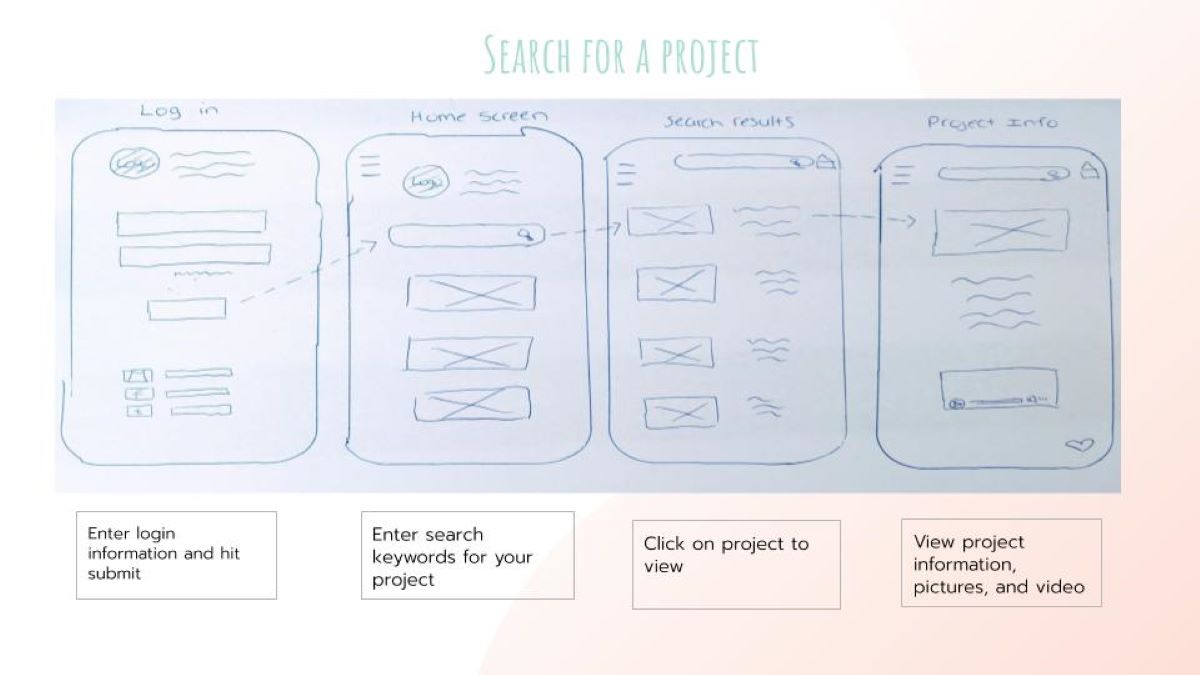 SEARCH FOR A PROJECT
Log in
Home screen
Search results
Project Info
Logo
Logo
Enter login
information and hit
submit
Enter search
keywords for your
project
Click on project to
view
View project
information,
pictures, and video